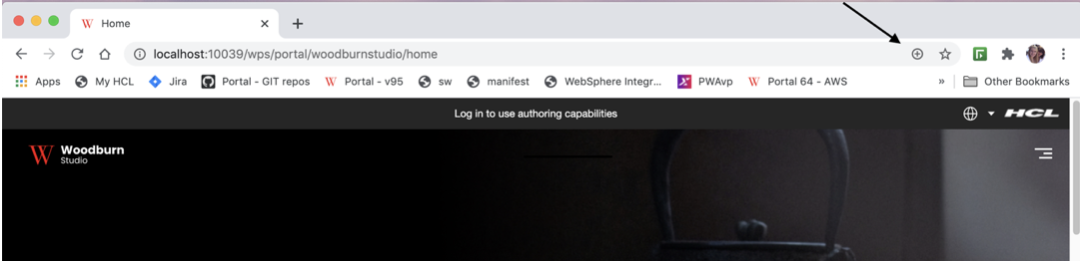 W Home
localhost:10039/wps/portal/woodburnstudio/home
Apps My HCL Jira Portal - GIT repos W Portal - v95 sw manifest WebSphere Integr... PWAvp W Portal 64 - AWS » Other Bookmarks
Log in to use authoring capabilities HCL
W Woodburn
Studio